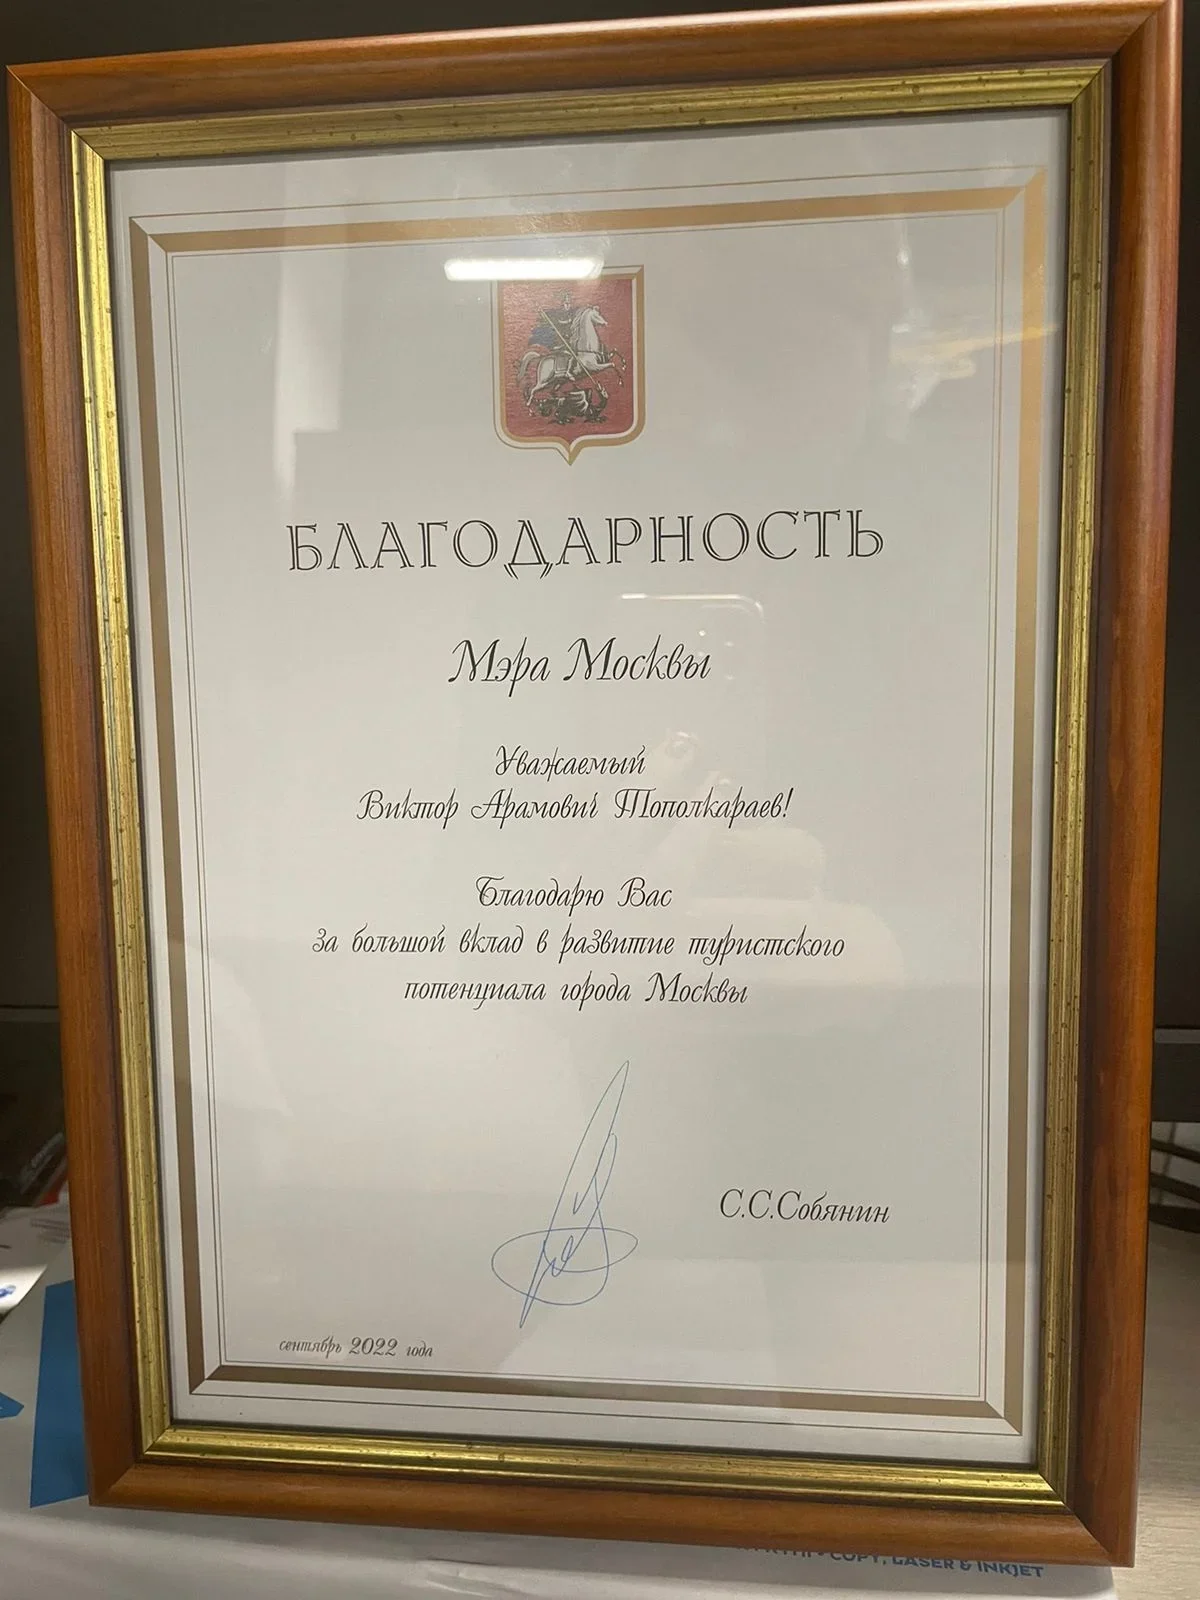 БЛАГОДАРНОСТЬ
Мэра Москвы
Уважаемый
Виктор Арамович Тополкараев!
Благодарю Вас
за большой вклад в развитие туристского
потенциала города Москвы
С.С.Собянин
сентябрь 2022 года
COPY, LASER & INKJET